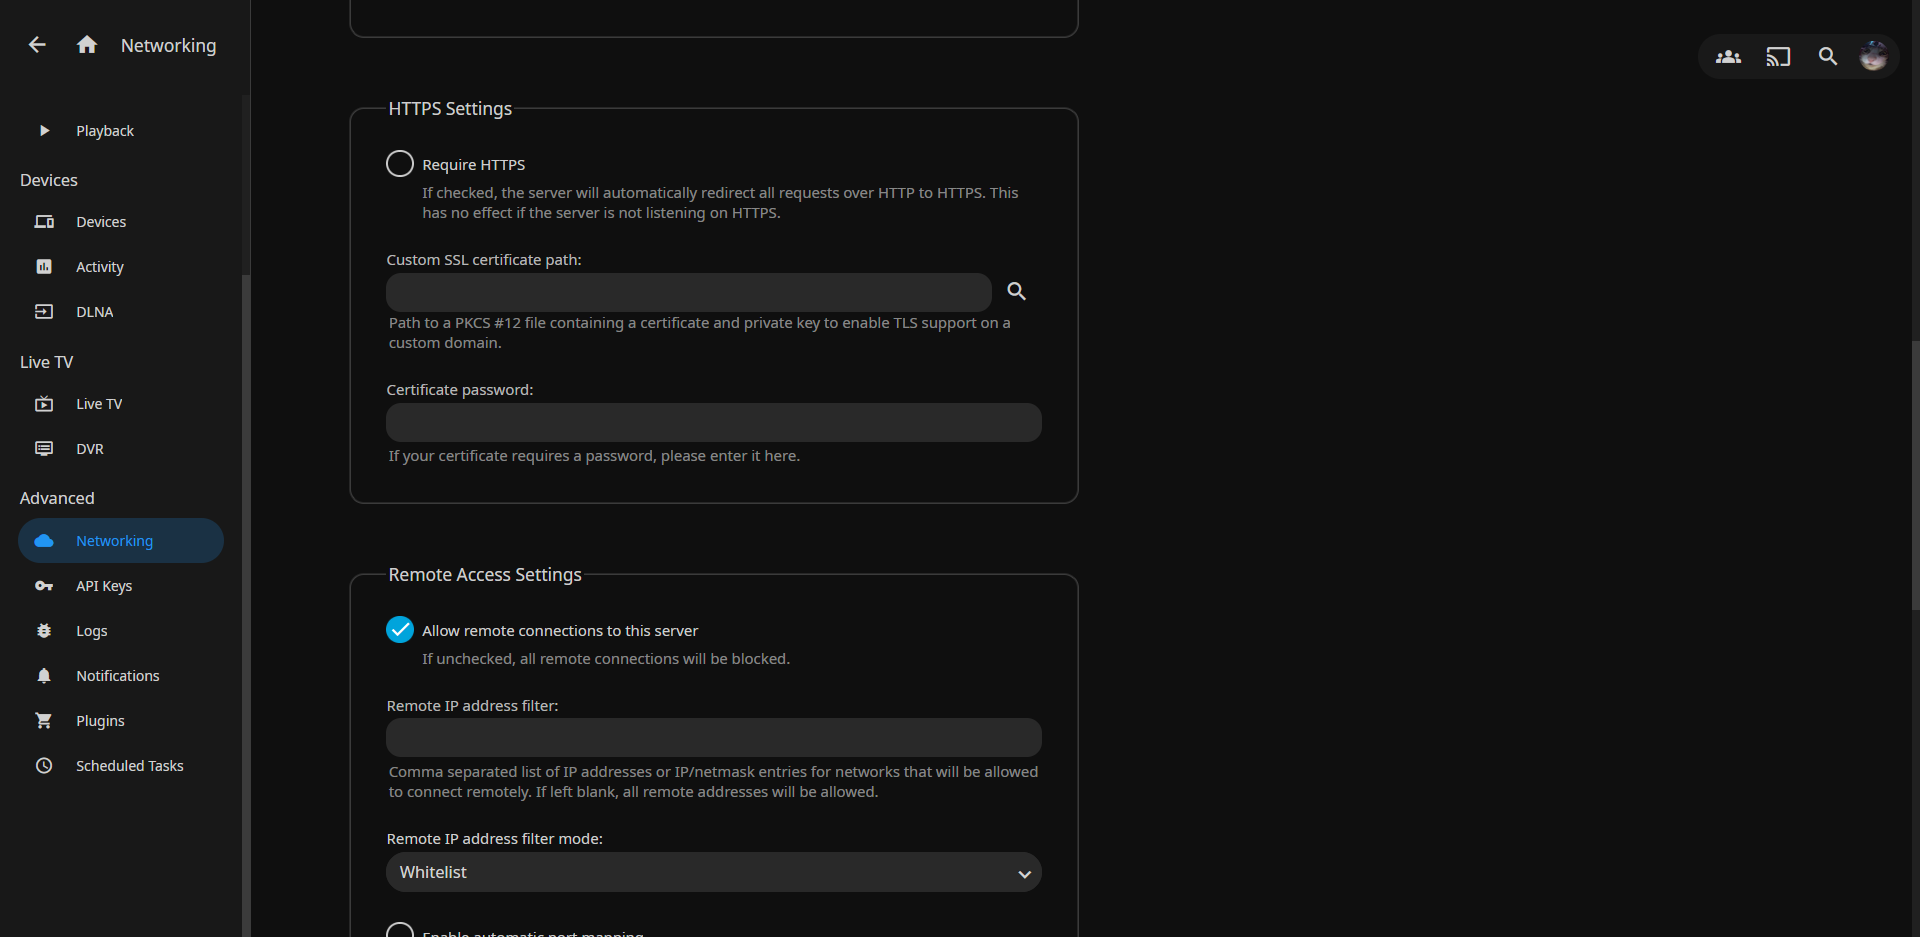 Networking
Playback
Devices
Devices
Activity
DLNA
Live TV
Live TV
DVR
Advanced
Networking
API Keys
Logs
Notifications
Plugins
Scheduled Tasks
HTTPS Settings
Require HTTPS
If checked, the server will automatically redirect all requests over HTTP to HTTPS. This
has no effect if the server is not listening on HTTPS.
Custom SSL certificate path:
Path to a PKCS #12 file containing a certificate and private key to enable TLS support on a
custom domain.
Certificate password:
If your certificate requires a password, please enter it here.
Remote Access Settings
Allow remote connections to this server
If unchecked, all remote connections will be blocked.
Remote IP address filter:
Comma separated list of IP addresses or IP/netmask entries for networks that will be allowed
to connect remotely. If left blank, all remote addresses will be allowed.
Remote IP address filter mode:
Whitelist
Enable automatic port mapping